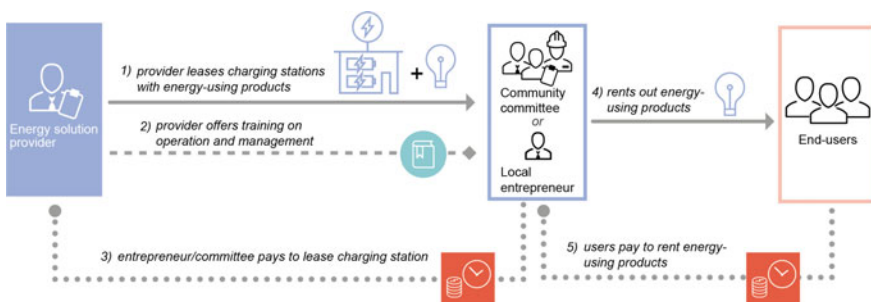 Energy solution
provider
1) provider leases charging stations
with energy-using products
+
2) provider offers training on
operation and management
3) entrepreneur/committee pays to lease charging station
Community
committee
or
Local
entrepreneur
4) rents out energy-
using products
5) users pay to rent energy-
using products
End-users